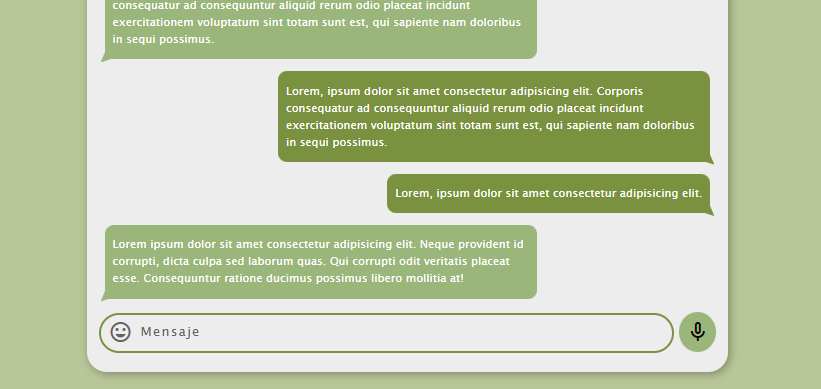 consequatur ad consequuntur aliquid rerum odio placeat incidunt
exercitationem voluptatum sint totam sunt est, qui sapiente nam doloribus
in sequi possimus.
Lorem, ipsum dolor sit amet consectetur adipisicing elit. Corporis
consequatur ad consequuntur aliquid rerum odio placeat incidunt
exercitationem voluptatum sint totam sunt est, qui sapiente nam doloribus
in sequi possimus.
Lorem, ipsum dolor sit amet consectetur adipisicing elit.
Lorem ipsum dolor sit amet consectetur adipisicing elit. Neque provident id
corrupti, dicta culpa sed laborum quas. Qui corrupti odit veritatis placeat
esse. Consequuntur ratione ducimus possimus libero mollitia at!
Mensaje